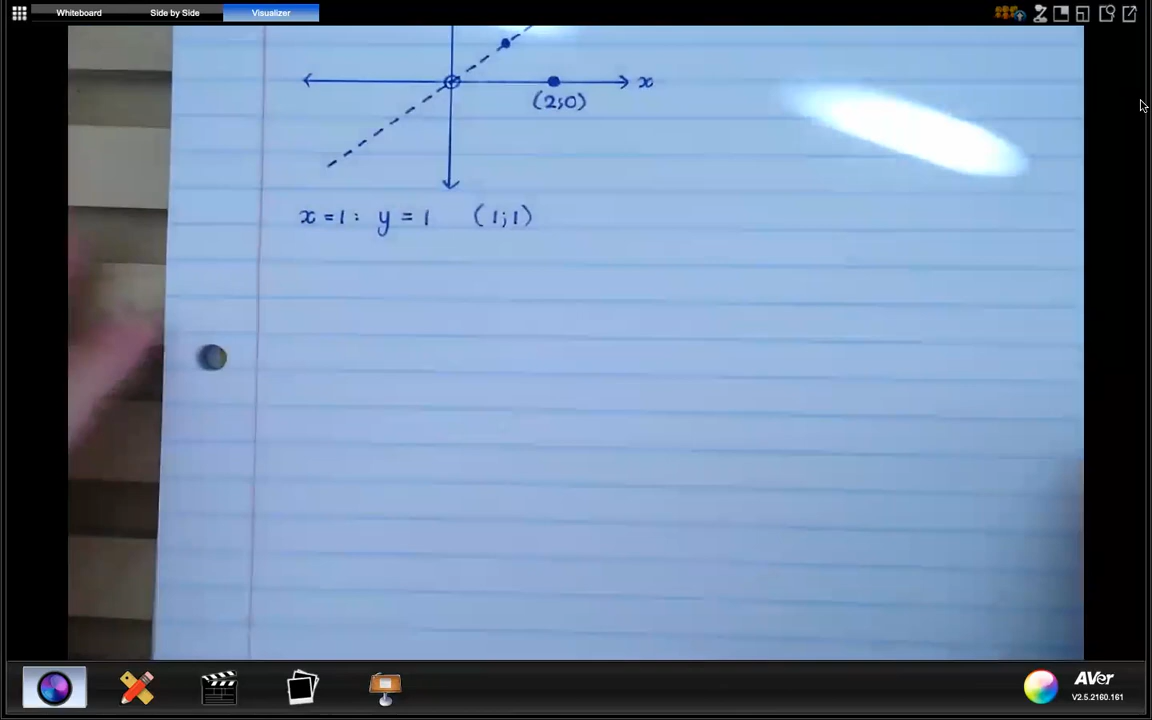 Whiteboard Side by Side Visualizer
x
(2;0)
x = 1 : y = 1 (1;1)
AVer
V2.5.2160.161